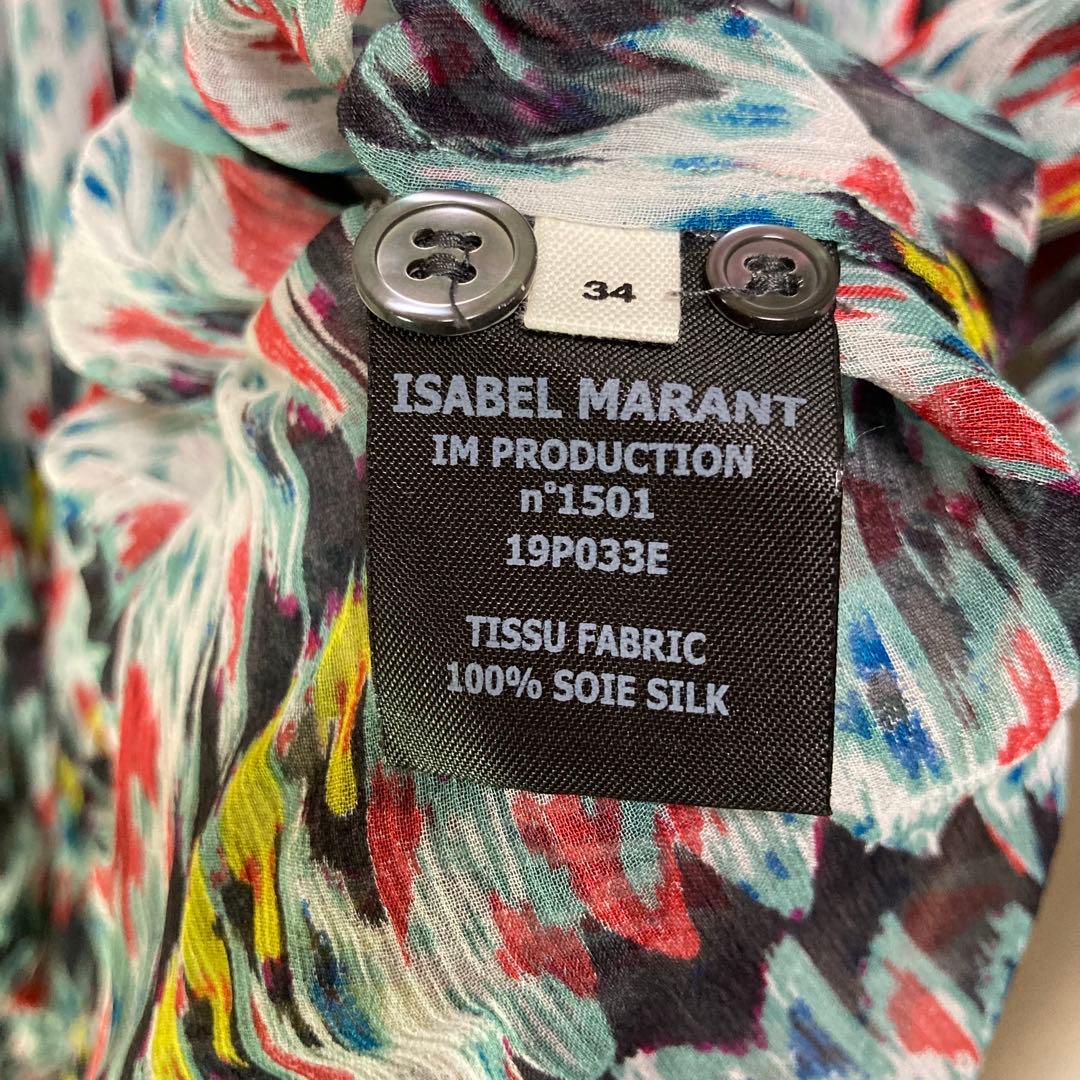 34
ISABEL MARANT
IM PRODUCTION
n°1501
19P033E
TISSU FABRIC
100% SOIE SILK